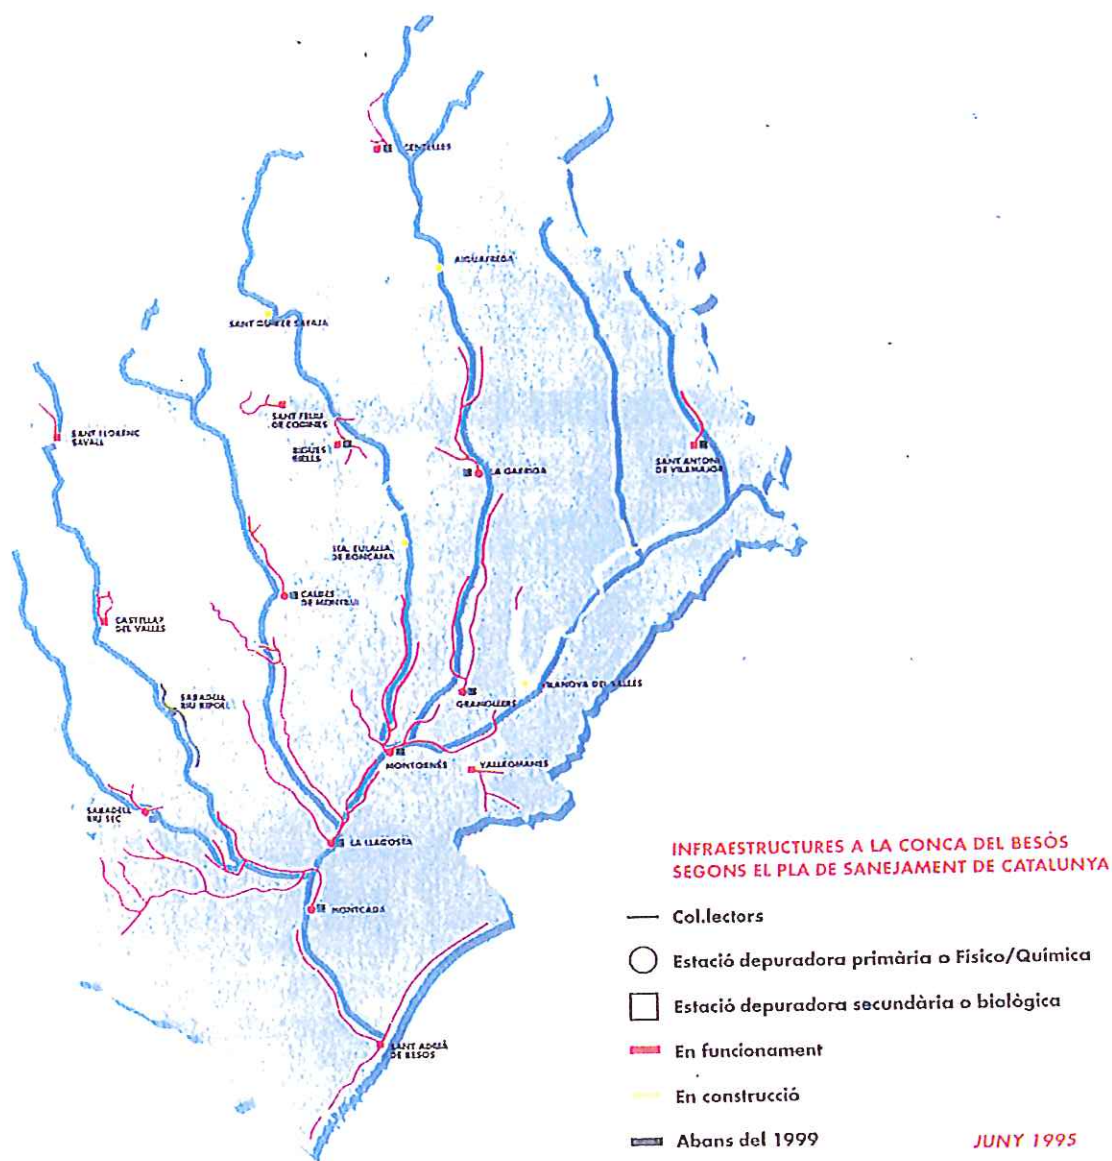 CENTELLES
AIGUAFREDA
SANT QUIRZE SAFAJA
SANT FELIU
DE CODINES
BIGUES
RIELLS
SANT LLORENÇ
SAVALL
LA GARRIGA
SANT ANTONI
DE VILAMAJOR
STA. EULALIA
DE RONÇANA
CALDES
DE MONTBUI
CASTELLAR
DEL VALLES
SABADELL
RIU RIPOLL
VILANOVA DEL VALLÉS
GRANOLLERS
MONTORNÉS
VALLROMANES
SABADELL
RIU SEC
LA LLAGOSTA
MONTCADA
SANT ADRIÀ
DE BESOS
INFRAESTRUCTURES A LA CONCA DEL BESÒS
SEGONS EL PLA DE SANEJAMENT DE CATALUNYA
Col.lectors
Estació depuradora primària o Físico/Química
Estació depuradora secundària o biològica
En funcionament
En construcció
Abans del 1999
JUNY 1995